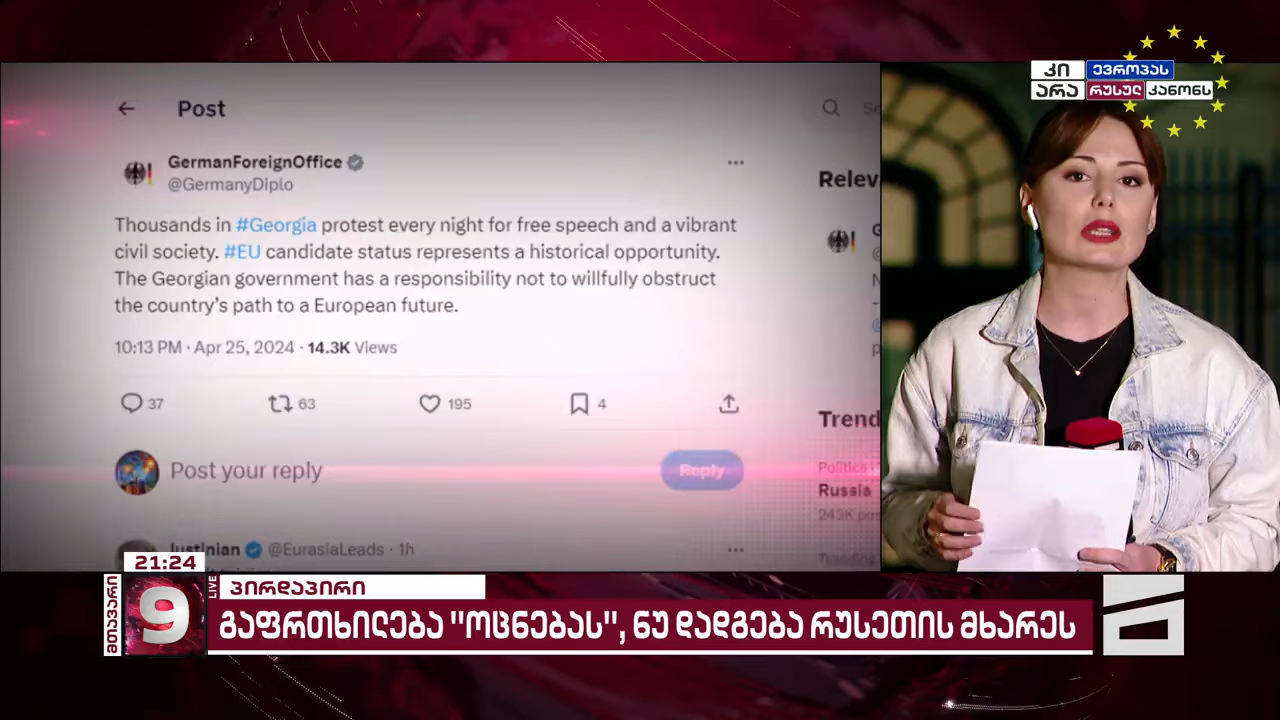 კი ევროპას
არა რუსულ კანონს
Post
GermanForeignOffice
@GermanyDiplo
Thousands in #Georgia protest every night for free speech and a vibrant
civil society. #EU candidate status represents a historical opportunity.
The Georgian government has a responsibility not to willfully obstruct
the country's path to a European future.
10:13 PM · Apr 25, 2024 · 14.3K Views
37 63 195 4
Post your reply Reply
@EurasiaLeads · 1h
Relev
Trend
Politics
Russia
243K pos
Trending
21:24
მთავარი
9
LIVE
პირდაპირი
გაფრთხილება "ოცნებას", ნუ დადგება რუსეთის მხარეს